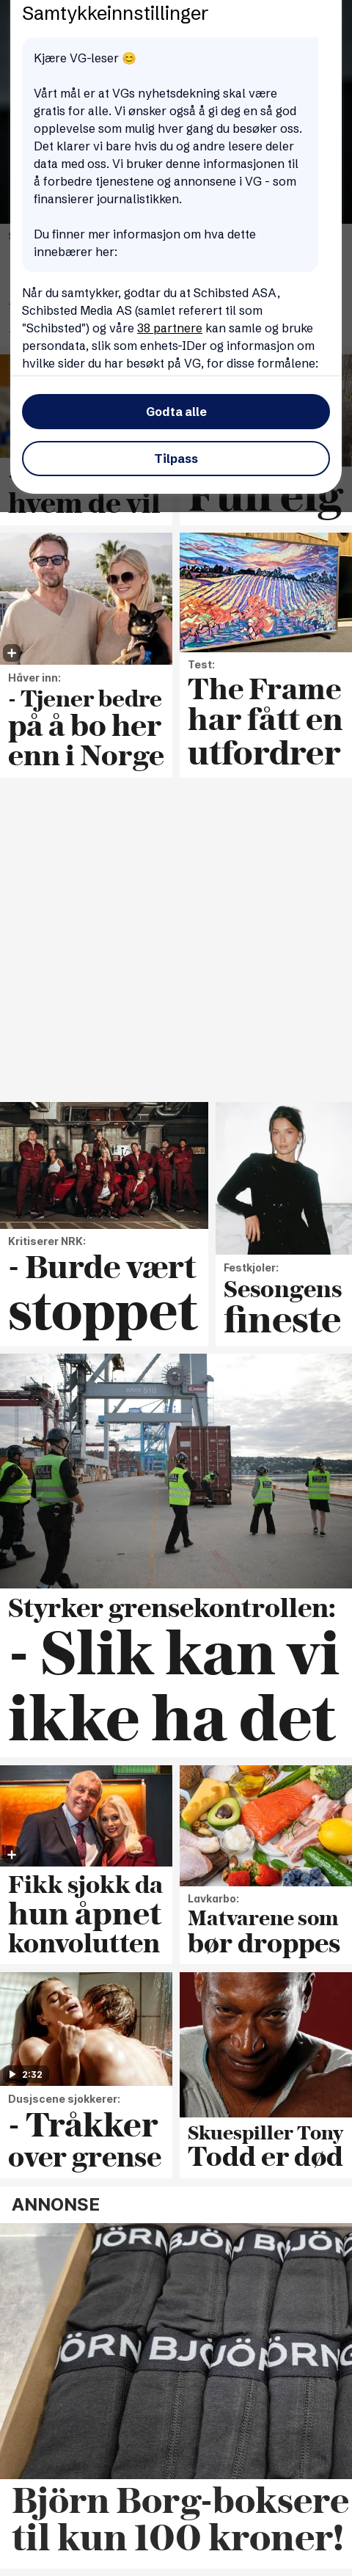 Samtykkeinnstillinger
Kjære VG-leser 😊
Vårt mål er at VGs nyhetsdekning skal være
gratis for alle. Vi ønsker også å gi deg en så god
opplevelse som mulig hver gang du besøker oss.
Det klarer vi bare hvis du og andre lesere deler
data med oss. Vi bruker denne informasjonen til
å forbedre tjenestene og annonsene i VG - som
finansierer journalistikken.
Du finner mer informasjon om hva dette
innebærer her:
Når du samtykker, godtar du at Schibsted ASA,
Schibsted Media AS (samlet referert til som
"Schibsted") og våre 38 partnere kan samle og bruke
persondata, slik som enhets-IDer og informasjon om
hvilke sider du har besøkt på VG, for disse formålene:
Godta alle
Tilpass
hvem de vil
Full elg
Håver inn:
- Tjener bedre
på å bo her
enn i Norge
Test:
The Frame
har fått en
utfordrer
Kritiserer NRK:
- Burde vært
stoppet
Festkjoler:
Sesongens
fineste
Styrker grensekontrollen:
- Slik kan vi
ikke ha det
Fikk sjokk da
hun åpnet
konvolutten
Lavkarbo:
Matvarene som
bør droppes
2:32
Dusjscene sjokkerer:
- Tråkker
over grense
Skuespiller Tony
Todd er død
ANNONSE
BJÖRN BORG
Björn Borg-boksere
til kun 100 kroner!